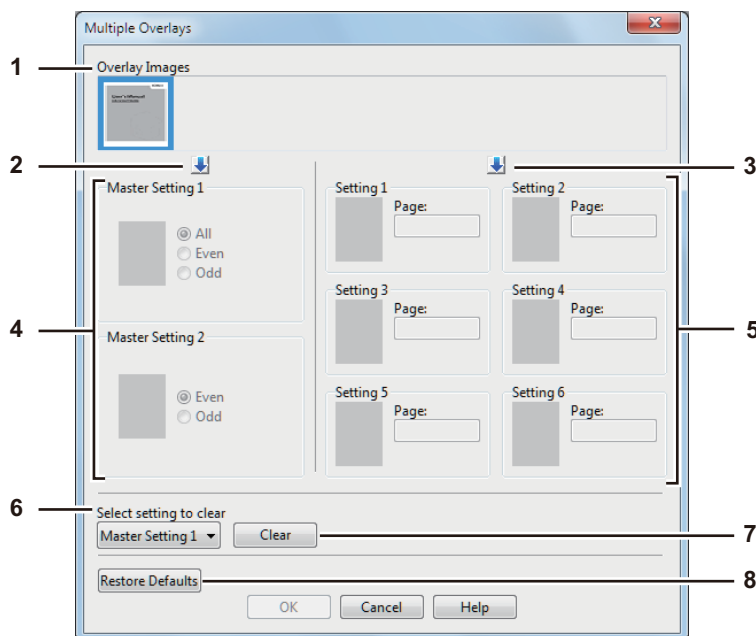 Multiple Overlays
1
Overlay Images
User's Manual
2
3
Master Setting 1
All
Even
Odd
Setting 1
Page:
Setting 2
Page:
Setting 3
Page:
Setting 4
Page:
4
5
Master Setting 2
Even
Odd
Setting 5
Page:
Setting 6
Page:
6
Select setting to clear
Master Setting 1
Clear
7
Restore Defaults
8
OK
Cancel
Help